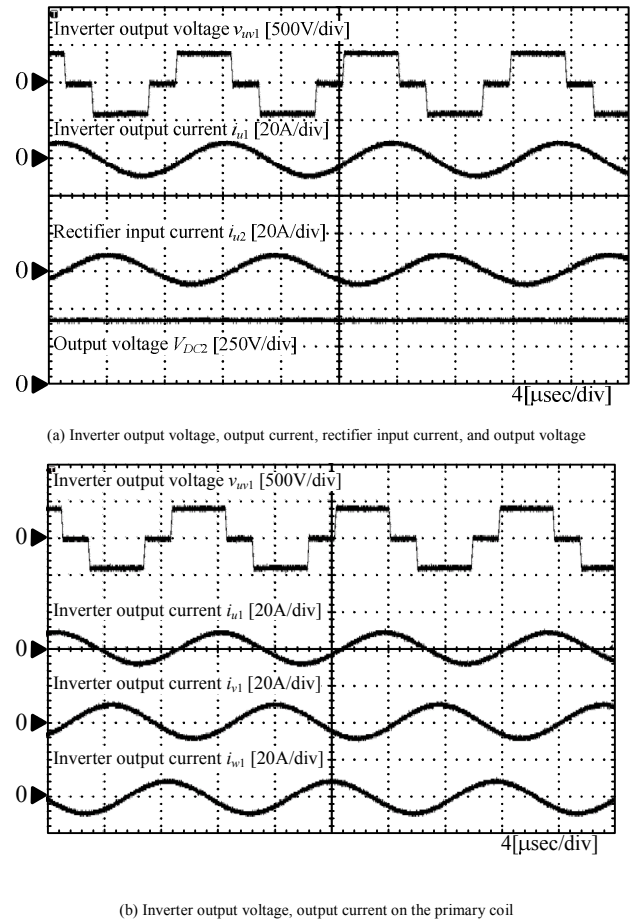 Inverter output voltage vuv1 [500V/div]
0
Inverter output current iu1 [20A/div]
0
Rectifier input current iu2 [20A/div]
0
Output voltage VDC2 [250V/div]
0
4[μsec/div]
(a) Inverter output voltage, output current, rectifier input current, and output voltage
Inverter output voltage vuv1 [500V/div]
0
Inverter output current iu1 [20A/div]
0
Inverter output current iv1 [20A/div]
0
Inverter output current iw1 [20A/div]
0
4[μsec/div]
(b) Inverter output voltage, output current on the primary coil